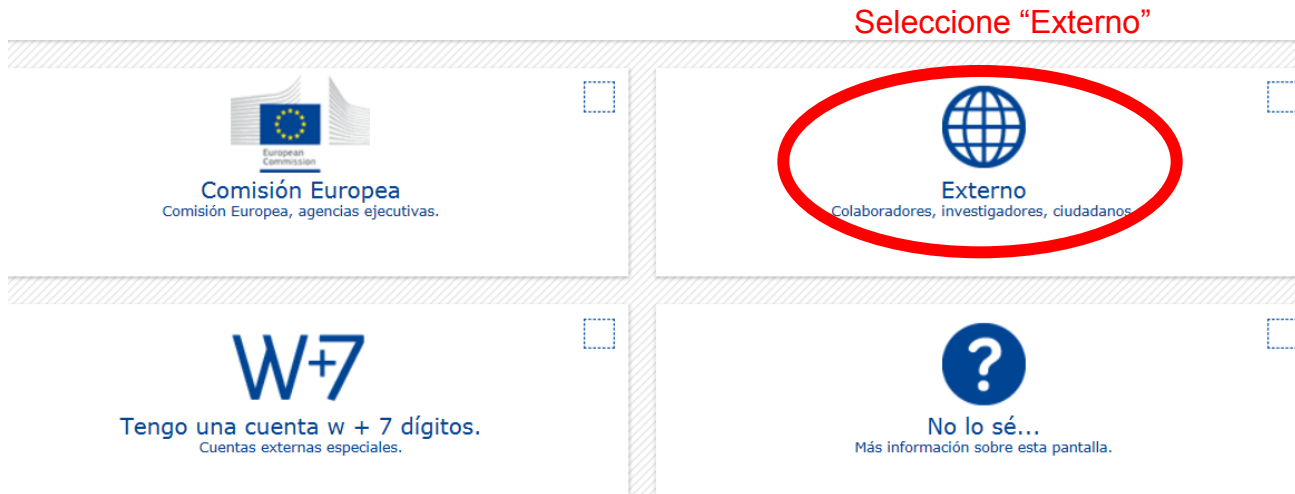 Seleccione “Externo”
European
Commission
Comisión Europea
Comisión Europea, agencias ejecutivas.
Externo
Colaboradores, investigadores, ciudadanos.
W+7
Tengo una cuenta w + 7 dígitos.
Cuentas externas especiales.
?
No lo sé...
Más información sobre esta pantalla.